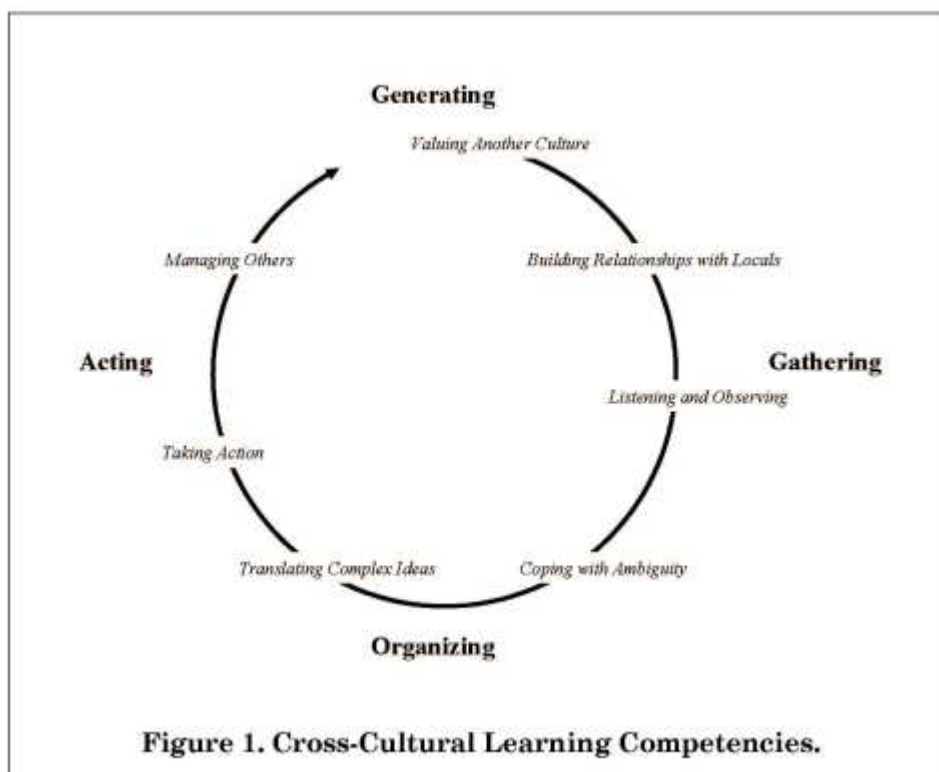 Generating
Valuing Another Culture
Managing Others
Building Relationships with Locals
Acting
Gathering
Listening and Observing
Taking Action
Translating Complex Ideas
Coping with Ambiguity
Organizing
Figure 1. Cross-Cultural Learning Competencies.